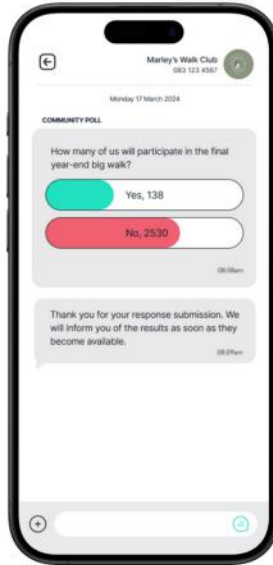 Marley's Walk Club
083 123 4567
Monday 17 March 2024
COMMUNITY POLL
How many of us will participate in the final
year-end big walk?
Yes, 138
No, 2530
08:08am
Thank you for your response submission. We
will inform you of the results as soon as they
become available.
08:09am